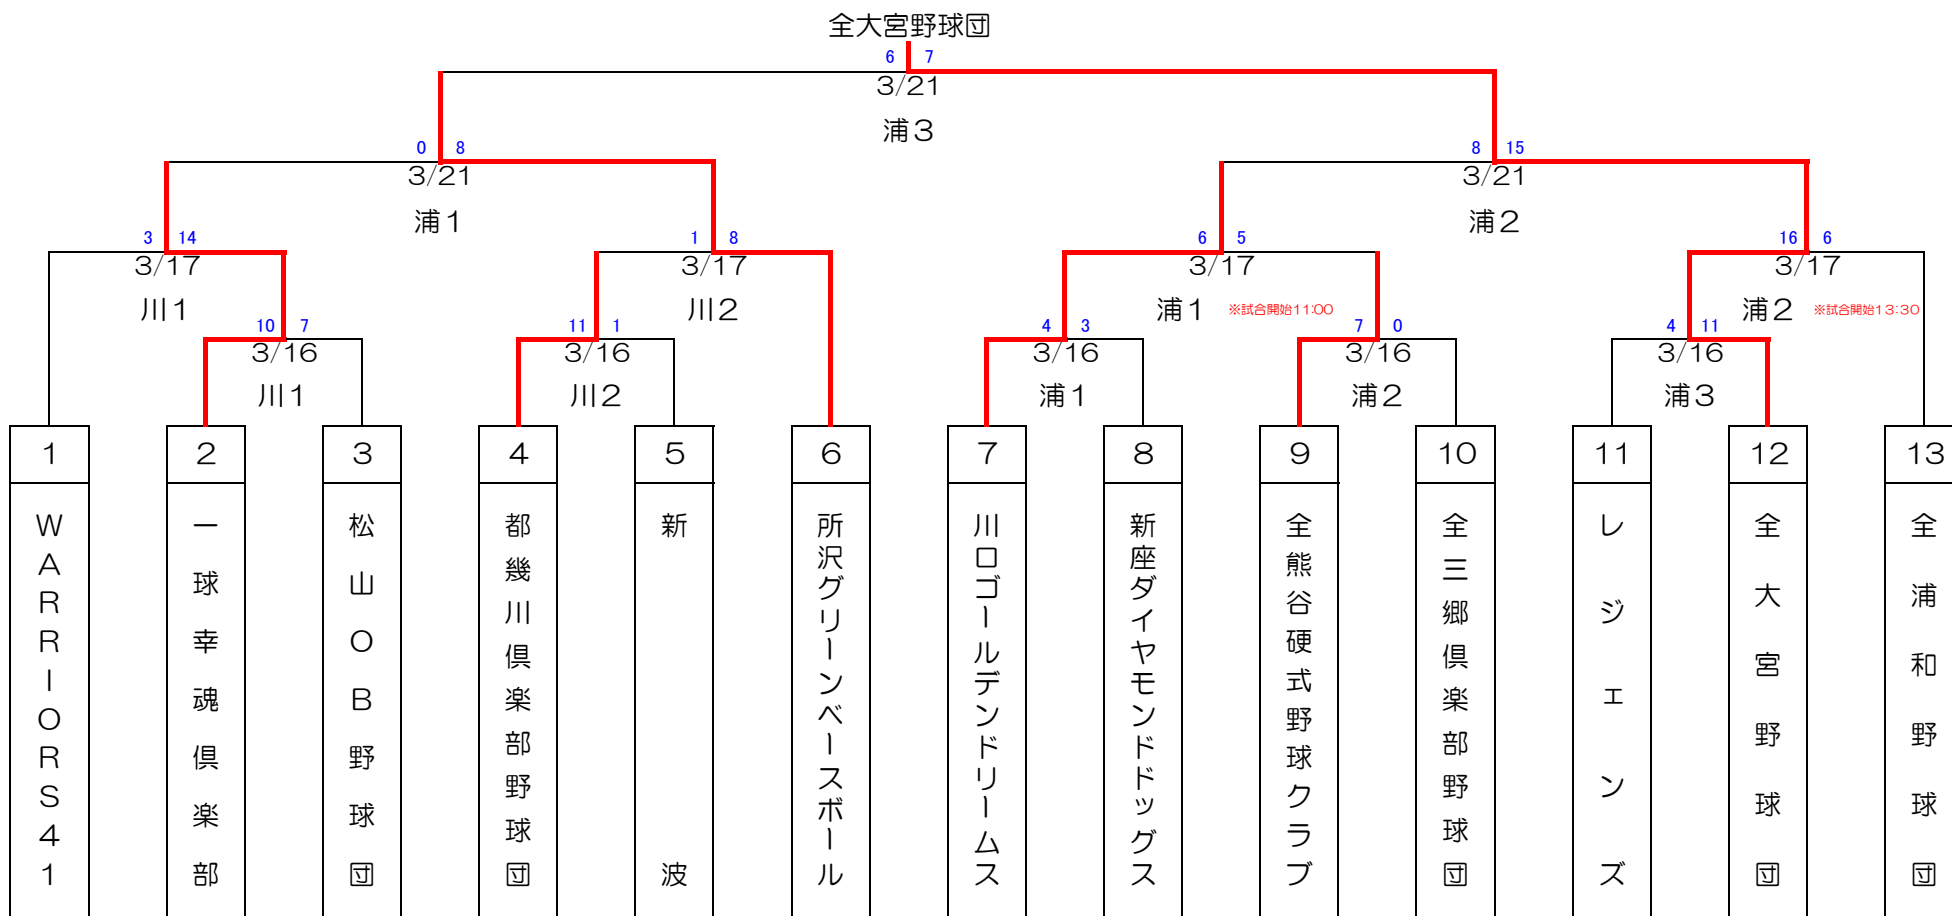 全大宮野球団
6 7
3/21
浦3
0 8
3/21
浦1
8 15
3/21
浦2
3 14
3/17
川1
1 8
3/17
川2
6 5
3/17
浦1 ※試合開始11:00
16 6
3/17
浦2 ※試合開始13:30
10 7
3/16
川1
11 1
3/16
川2
4 3
3/16
浦1
7 0
3/16
浦2
4 11
3/16
浦3
1
WARRIORS41
2
一球幸魂倶楽部
3
松山OB野球団
4
都幾川倶楽部野球団
5
新波
6
所沢グリーンベースボール
7
川口ゴールデンドリームス
8
新座ダイヤモンドドッグス
9
全熊谷硬式野球クラブ
10
全三郷倶楽部野球団
11
レジェンズ
12
全大宮野球団
13
全浦和野球団